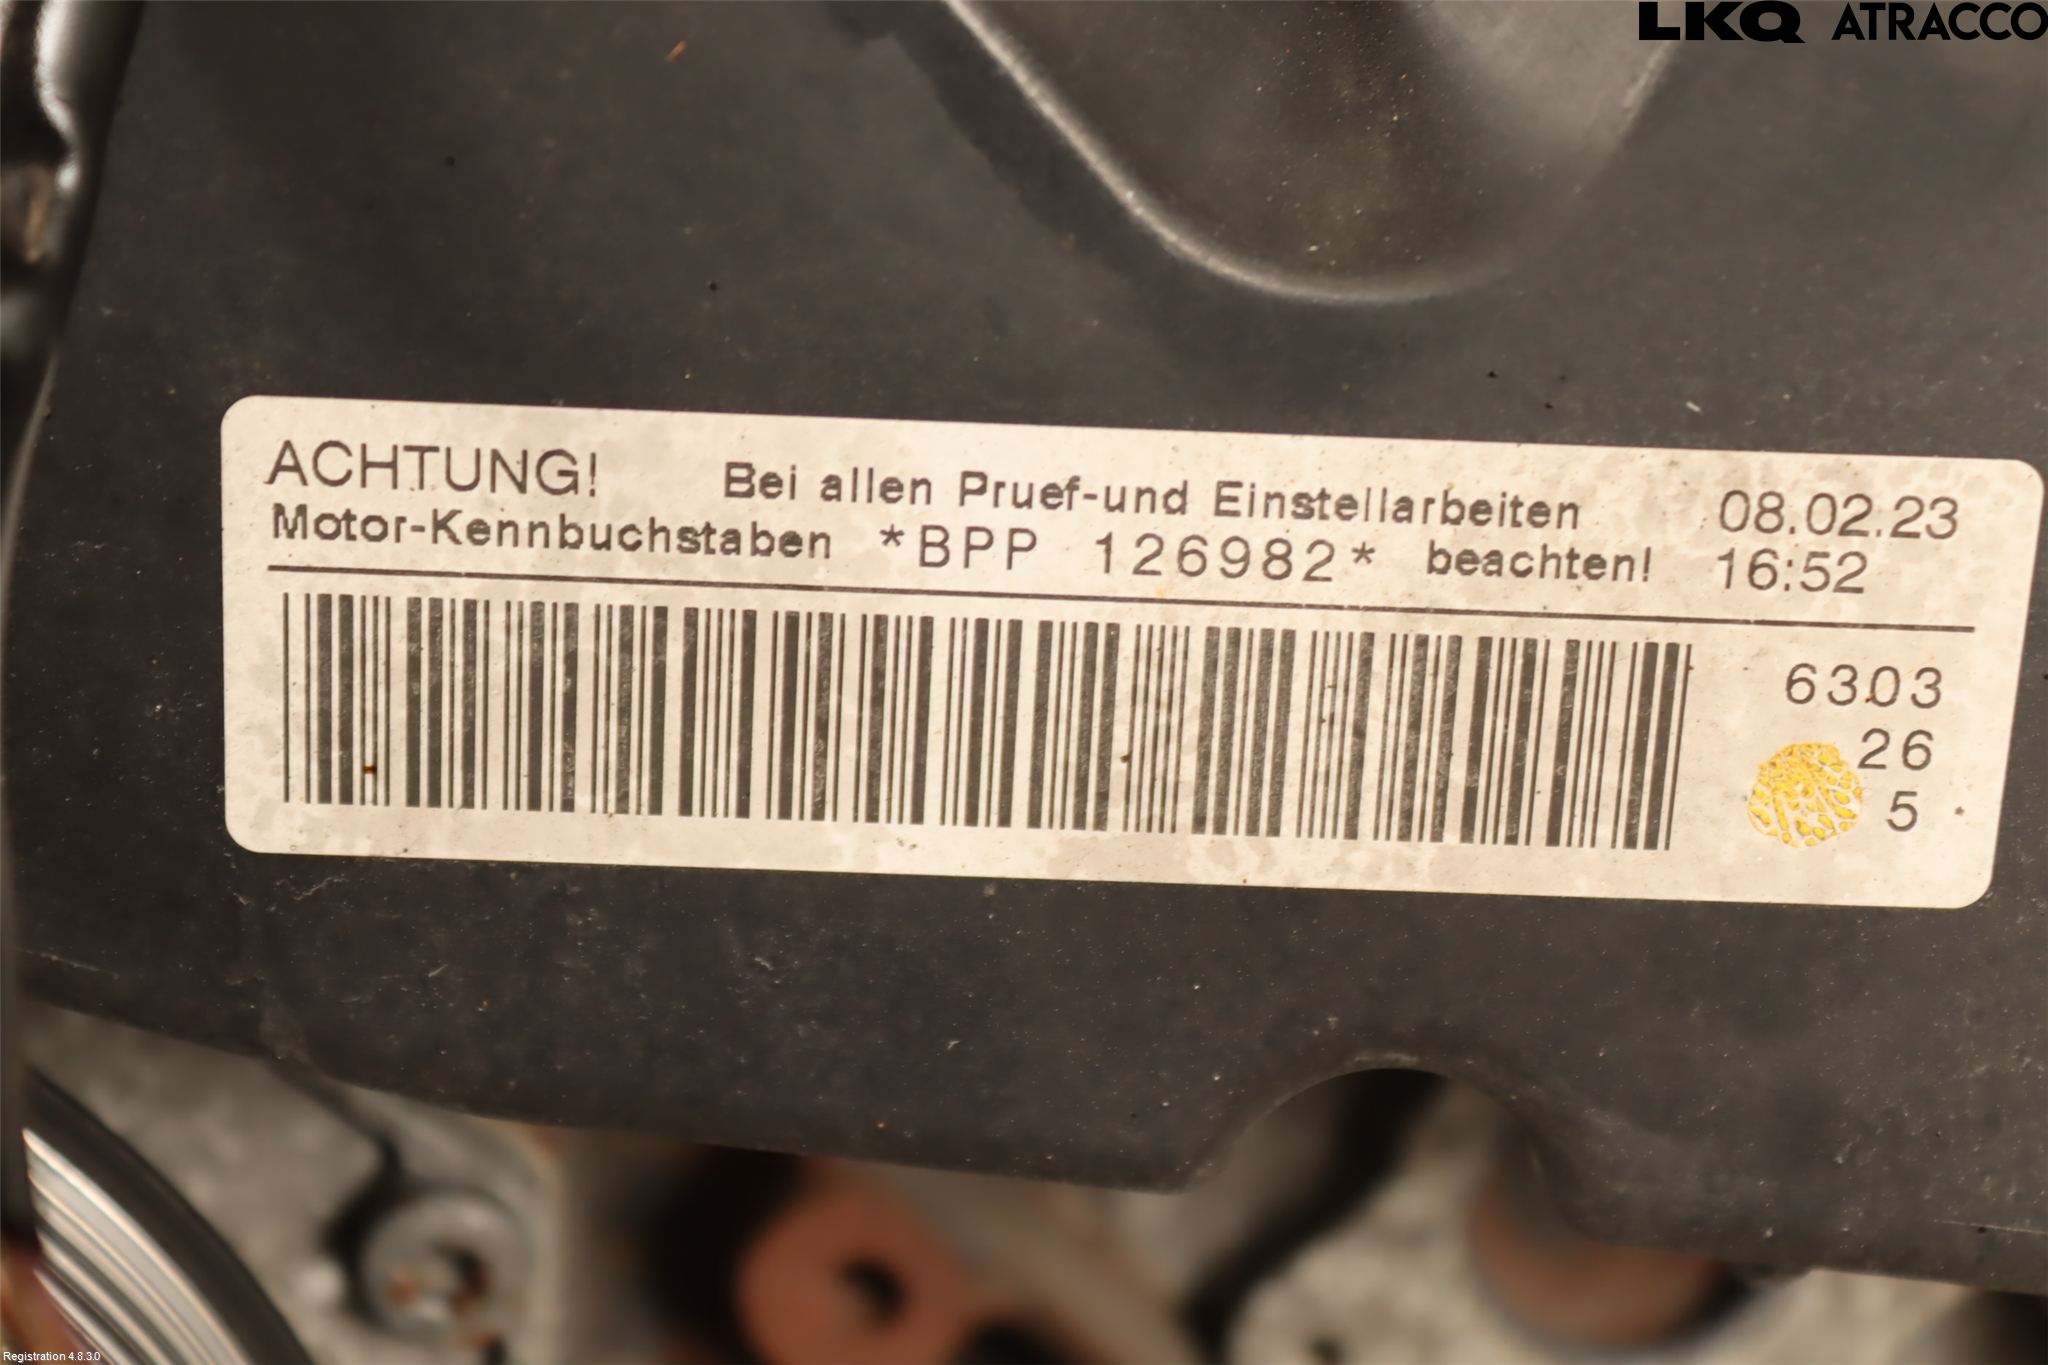 LKQ ATRACCO
ACHTUNG! Bei allen Pruef-und Einstellarbeiten 08.02.23
Motor-Kennbuchstaben *BPP 126982* beachten! 16:52
6303
26
5
Registration 4.8.3.0